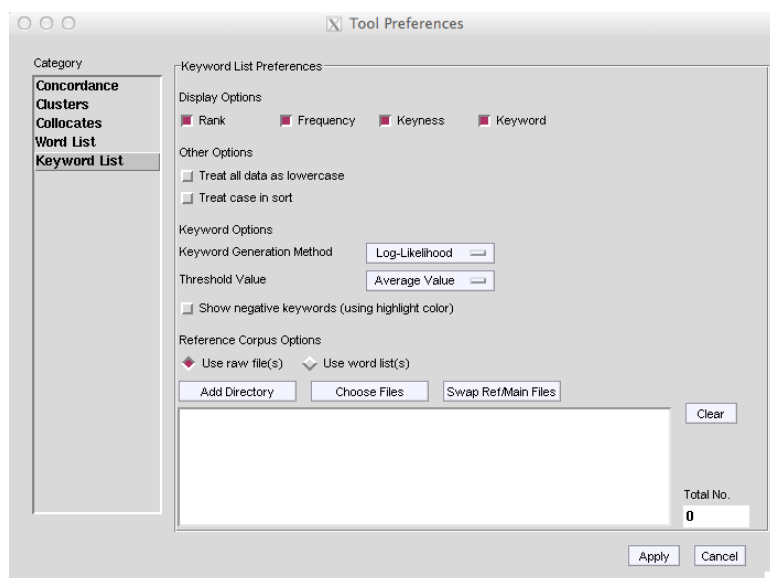 Tool Preferences
Category
Concordance
Clusters
Collocates
Word List
Keyword List
Keyword List Preferences
Display Options
Rank Frequency Keyness Keyword
Other Options
Treat all data as lowercase
Treat case in sort
Keyword Options
Keyword Generation Method Log-Likelihood
Threshold Value Average Value
Show negative keywords (using highlight color)
Reference Corpus Options
Use raw file(s) Use word list(s)
Add Directory Choose Files Swap Ref/Main Files
Clear
Total No.
0
Apply Cancel